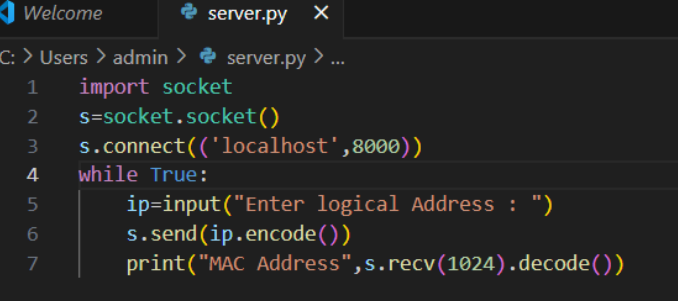 Welcome server.py ×
C: > Users > admin > server.py > ...
1 import socket
2 s=socket.socket()
3 s.connect(('localhost',8000))
4 while True:
5     ip=input("Enter logical Address : ")
6     s.send(ip.encode())
7     print("MAC Address",s.recv(1024).decode())